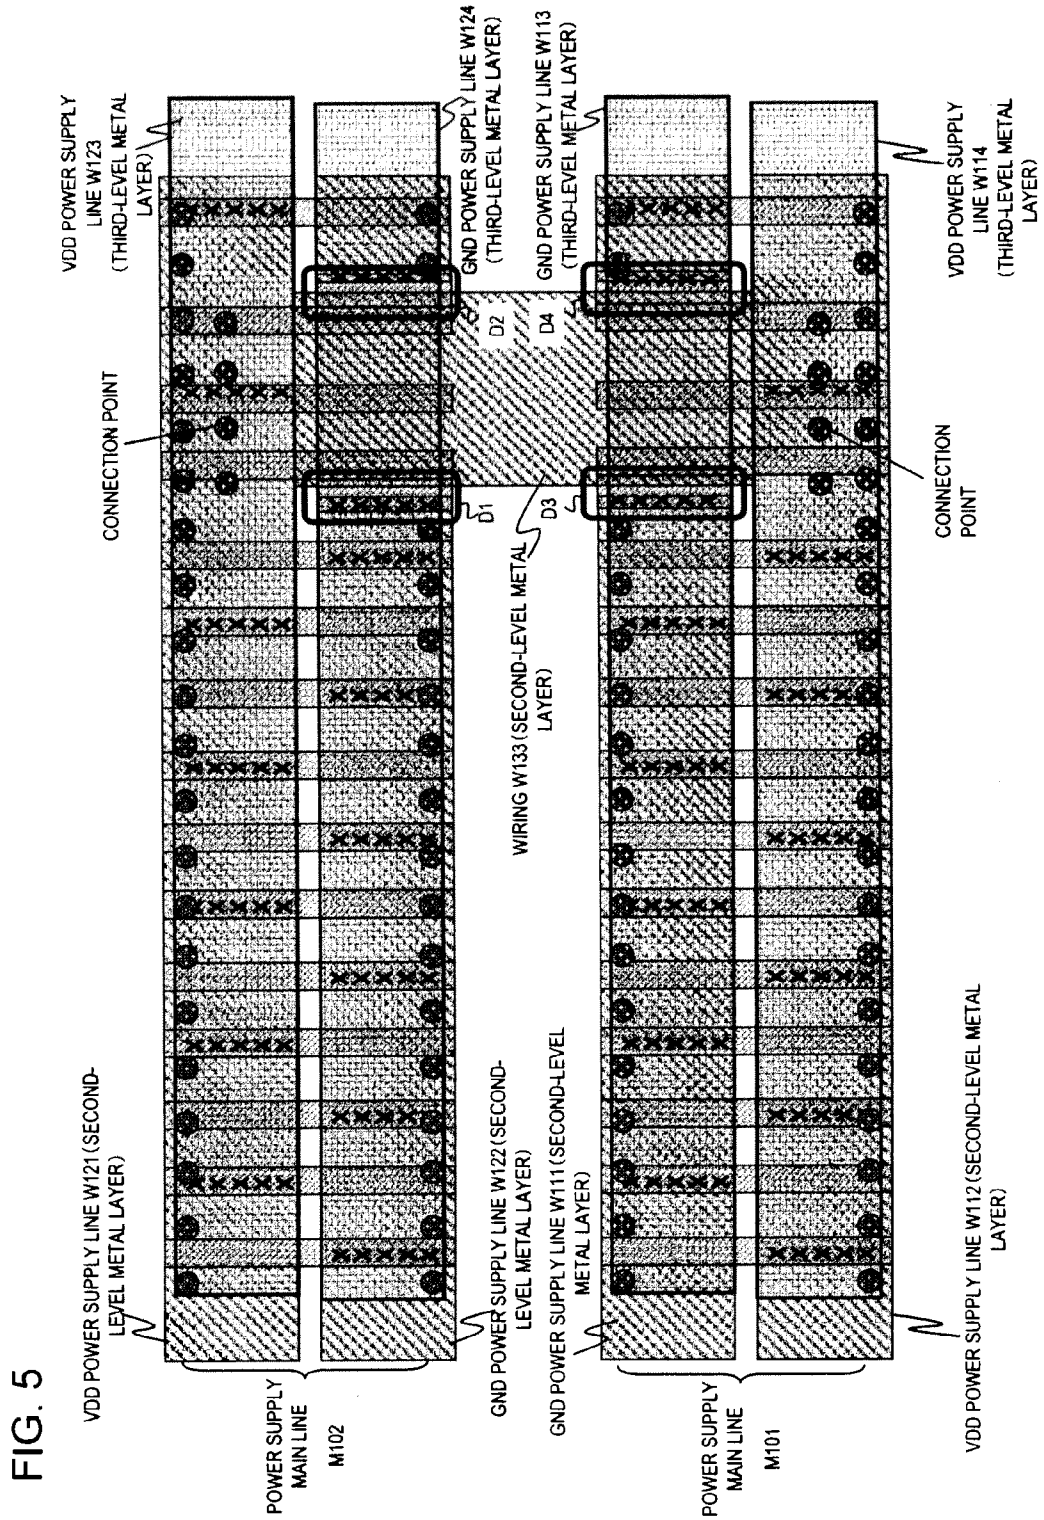 FIG. 5
VDD POWER SUPPLY LINE W121 (SECOND-
LEVEL METAL LAYER)
CONNECTION POINT
VDD POWER SUPPLY
LINE W123
(THIRD-LEVEL METAL
LAYER)
POWER SUPPLY
MAIN LINE
M102
GND POWER SUPPLY LINE W122 (SECOND-
LEVEL METAL LAYER)
D1
D2
GND POWER SUPPLY LINE W124
(THIRD-LEVEL METAL LAYER)
WIRING W133 (SECOND-LEVEL METAL
LAYER)
GND POWER SUPPLY LINE W111 (SECOND-LEVEL
METAL LAYER)
D3
D4
GND POWER SUPPLY LINE W113
(THIRD-LEVEL METAL LAYER)
POWER SUPPLY
MAIN LINE
M101
VDD POWER SUPPLY LINE W112 (SECOND-LEVEL METAL
LAYER)
CONNECTION
POINT
VDD POWER SUPPLY
LINE W114
(THIRD-LEVEL METAL
LAYER)